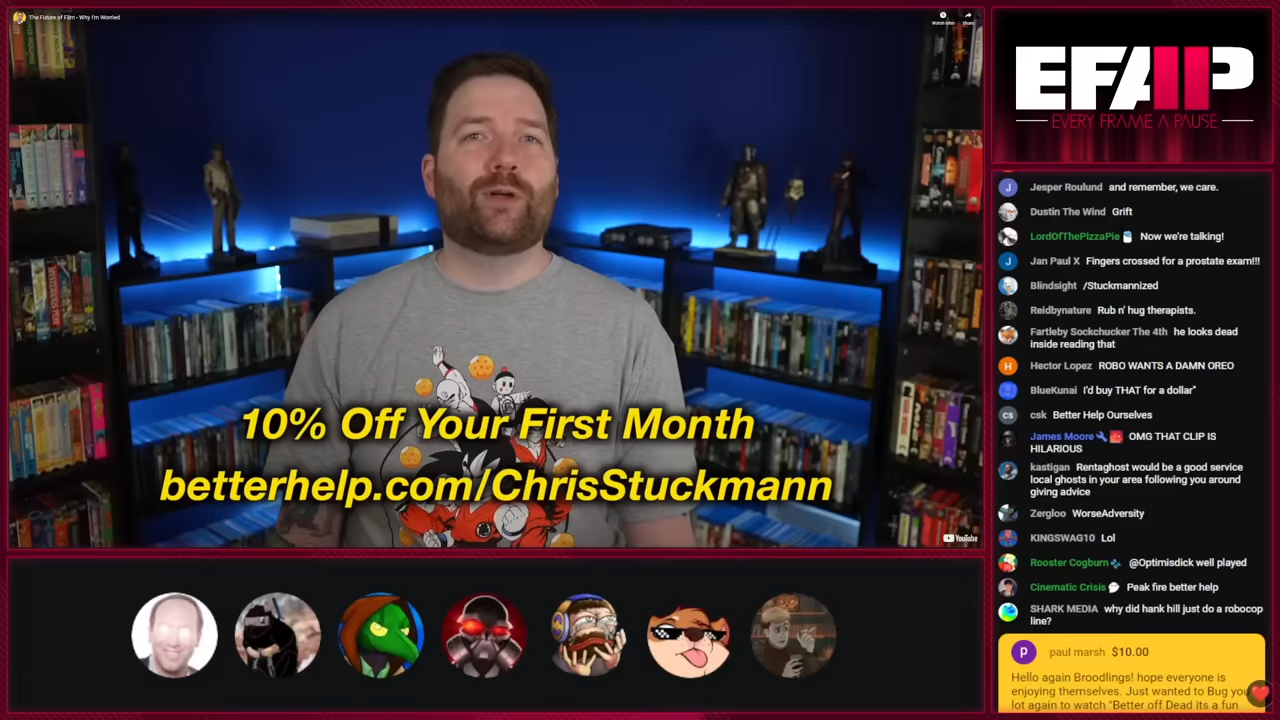 The Future of Film - Why I'm Worried
Watch later
Share
10% Off Your First Month
betterhelp.com/ChrisStuckmann
YouTube
EFAP
EVERY FRAME A PAUSE
J Jesper Roulund and remember, we care.
Dustin The Wind Grift
LordOfThePizzaPie Now we're talking!
J Jan Paul X Fingers crossed for a prostate exam!!!
Blindsight /Stuckmannized
Reidbynature Rub n' hug therapists.
Fartleby Sockchucker The 4th he looks dead
inside reading that
H Hector Lopez ROBO WANTS A DAMN OREO
BlueKunai I'd buy THAT for a dollar"
cs csk Better Help Ourselves
James Moore OMG THAT CLIP IS
HILARIOUS
kastigan Rentaghost would be a good service
local ghosts in your area following you around
giving advice
Zergloo WorseAdversity
KINGSWAG10 Lol
Rooster Cogburn @Optimisdick well played
Cinematic Crisis Peak fire better help
SHARK MEDIA why did hank hill just do a robocop
line?
p paul marsh $10.00
Hello again Broodlings! hope everyone is
enjoying themselves. Just wanted to Bug you
lot again to watch "Better off Dead its a fun